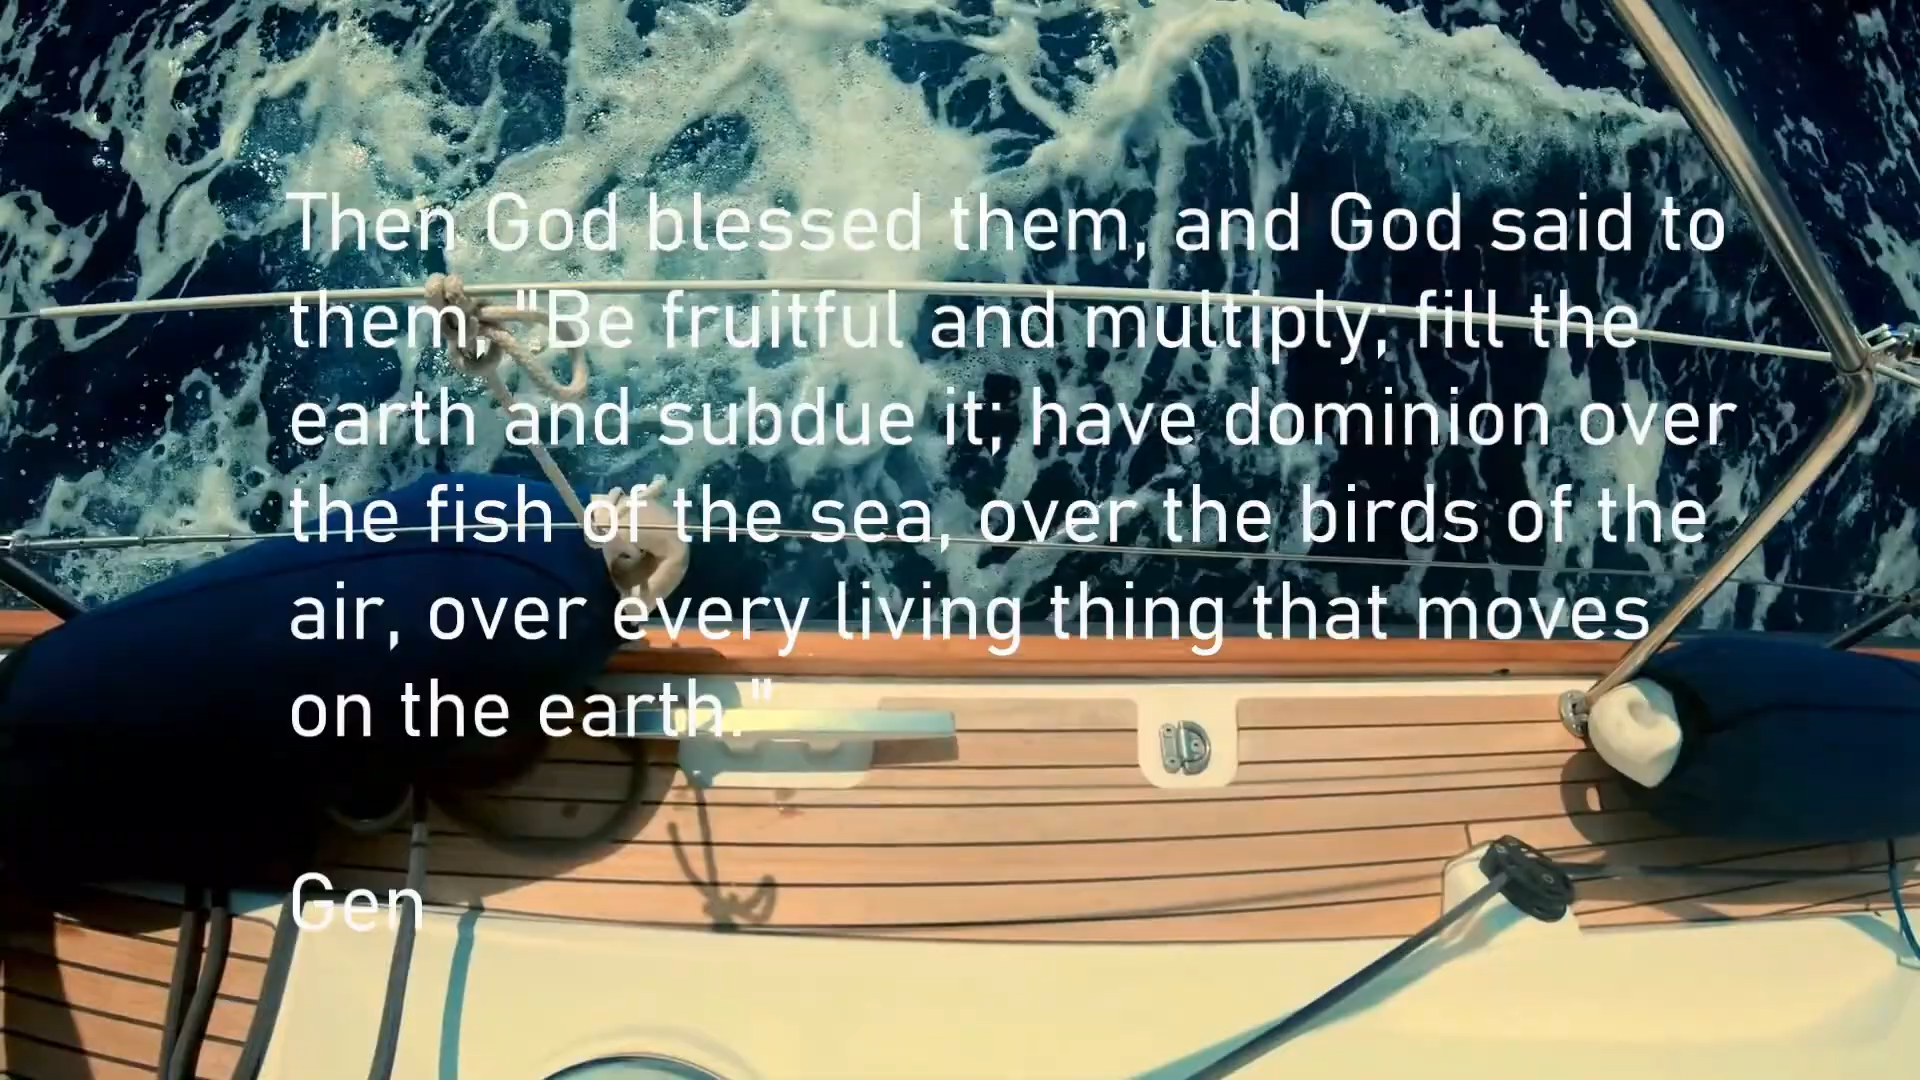 Then God blessed them, and God said to
them, "Be fruitful and multiply; fill the
earth and subdue it; have dominion over
the fish of the sea, over the birds of the
air, over every living thing that moves
on the earth."
Gen